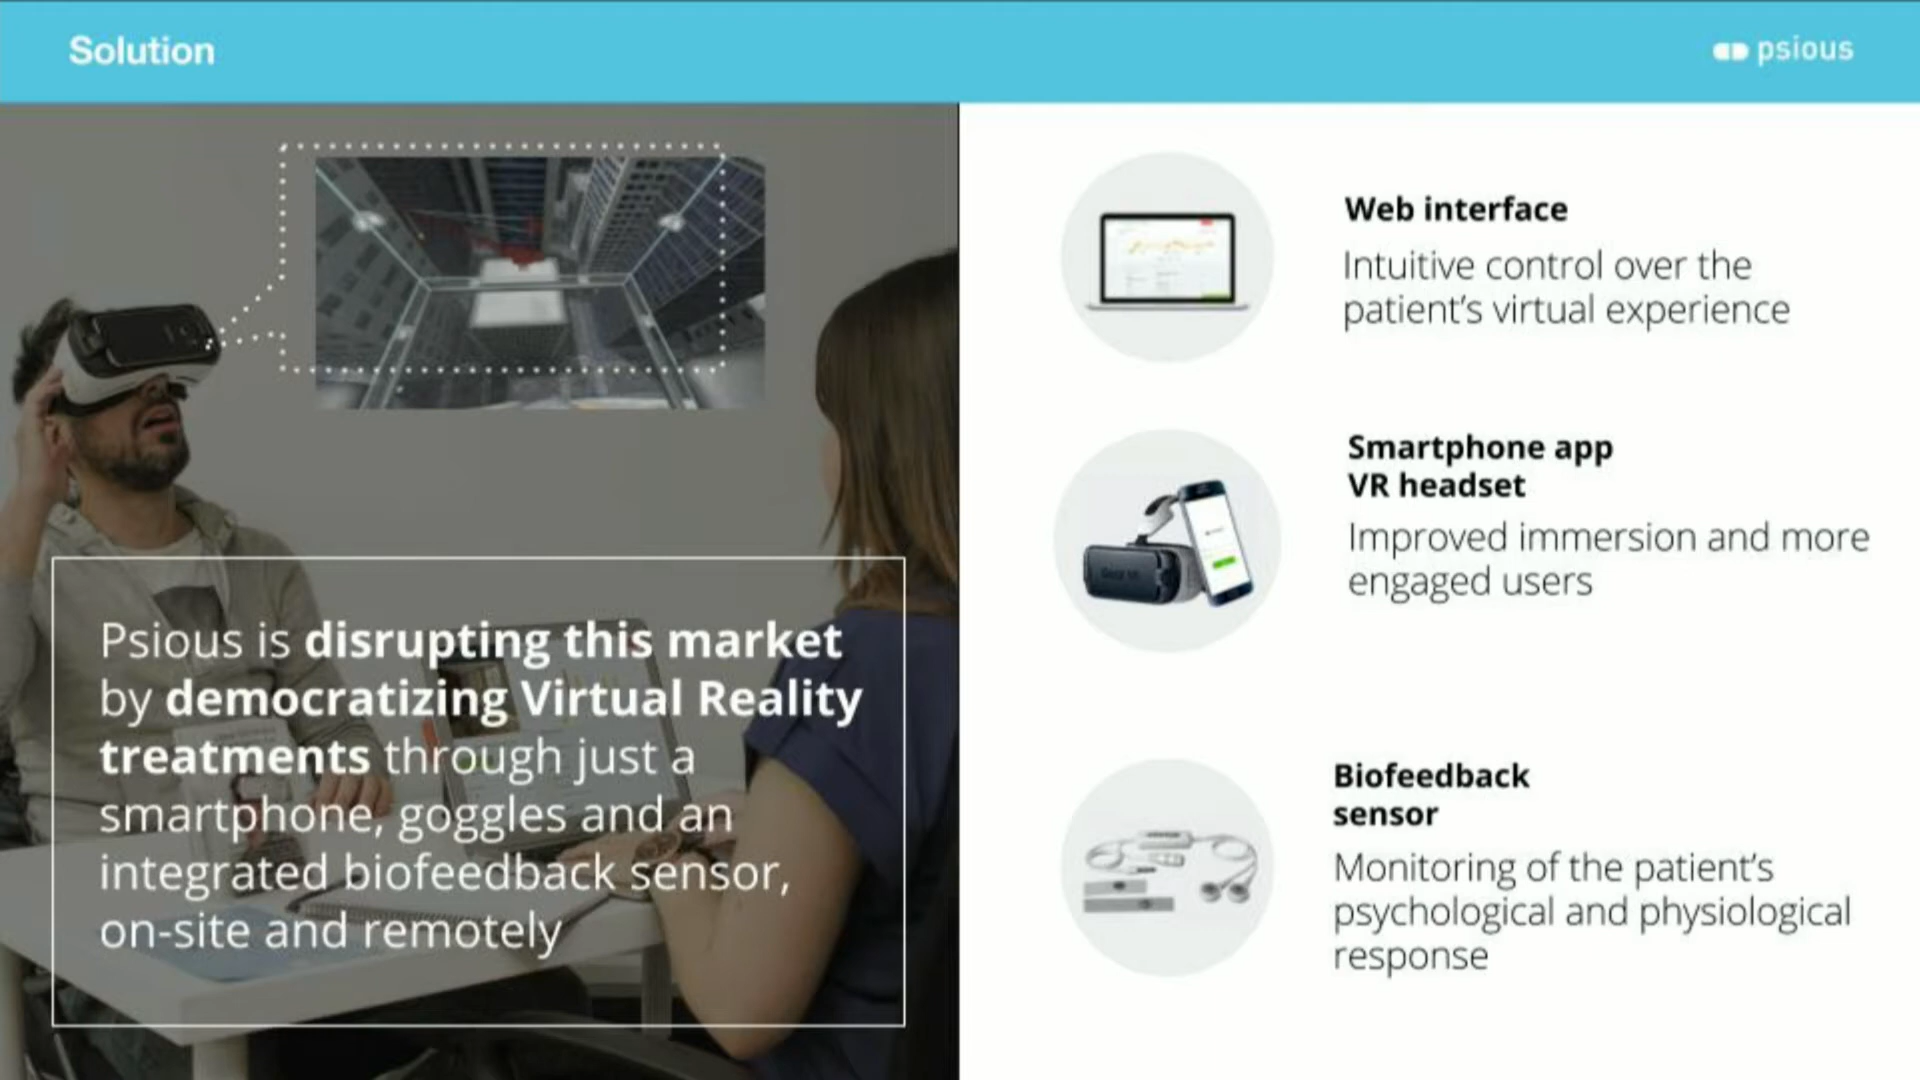 Solution
psious
Psious is disrupting this market
by democratizing Virtual Reality
treatments through just a
smartphone, goggles and an
integrated biofeedback sensor,
on-site and remotely
Web interface
Intuitive control over the
patient's virtual experience
Smartphone app
VR headset
Improved immersion and more
engaged users
Biofeedback
sensor
Monitoring of the patient's
psychological and physiological
response